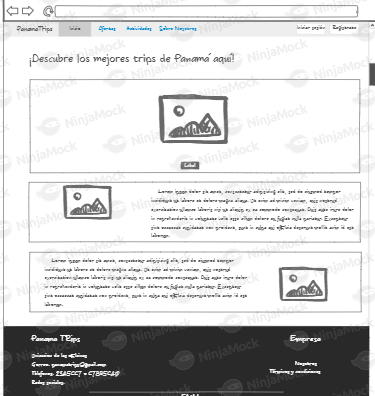 PanamaTrips Inicio Ofertas Actividades Sobre Nosotros Iniciar sesión Registrarse
¡Descubre los mejores trips de Panamá aquí!
Label
Lorem ipsum dolor sit amet, consectetur adipiscing elit, sed do eiusmod tempor
incididunt ut labore et dolore magna aliqua. Ut enim ad minim veniam, quis nostrud
exercitation ullamco laboris nisi ut aliquip ex ea commodo consequat. Duis aute irure dolor
in reprehenderit in voluptate velit esse cillum dolore eu fugiat nulla pariatur. Excepteur
sint occaecat cupidatat non proident, sunt in culpa qui officia deserunt mollit anim id est
laborum.
Lorem ipsum dolor sit amet, consectetur adipiscing elit, sed do eiusmod tempor
incididunt ut labore et dolore magna aliqua. Ut enim ad minim veniam, quis nostrud
exercitation ullamco laboris nisi ut aliquip ex ea commodo consequat. Duis aute irure dolor
in reprehenderit in voluptate velit esse cillum dolore eu fugiat nulla pariatur. Excepteur
sint occaecat cupidatat non proident, sunt in culpa qui officia deserunt mollit anim id est
laborum.
Panama TRips Empresa
de las oficinas
Correo:
Teléfonos:
Redes sociales:
Nosotros
Términos y condiciones
NinjaMock